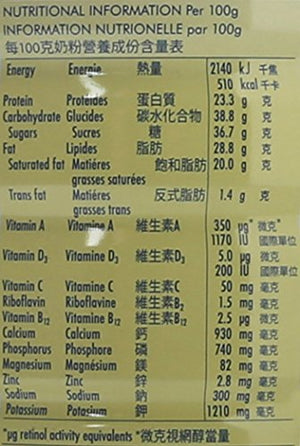 NUTRITIONAL INFORMATION Per 100g
INFORMATION NUTRIONELLE par 100g
每100克奶粉營養成份含量表
Energy Energie 熱量 2140 kJ 千焦
510 kcal 千卡
Protein Protéides 蛋白質 23.3 g 克
Carbohydrate Glucides 碳水化合物 38.8 g 克
Sugars Sucres 糖 36.7 g 克
Fat Lipides 脂肪 28.8 g 克
Saturated fat Matiéres 飽和脂肪 20.0 g 克
grasses saturées
Trans fat Matiéres 反式脂肪 1.4 g 克
grasses trans
Vitamin A Vitamine A 維生素A 350 µg* 微克*
1170 IU 國際單位
Vitamin D3 Vitamine D3 維生素D3 5.0 µg 微克
200 IU 國際單位
Vitamin C Vitamine C 維生素C 50 mg 毫克
Riboflavin Riboflavine 維生素B2 1.5 mg 毫克
Vitamin B12 Vitamine B12 維生素B12 2.5 µg 微克
Calcium Calcium 鈣 930 mg 毫克
Phosphorus Phosphore 磷 740 mg 毫克
Magnesium Magnésium 鎂 82 mg 毫克
Zinc Zinc 鋅 2.8 mg 毫克
Sodium Sodium 鈉 300 mg 毫克
Potassium Potassium 鉀 1210 mg 毫克
*µg retinol activity equivalents *微克視網醇當量